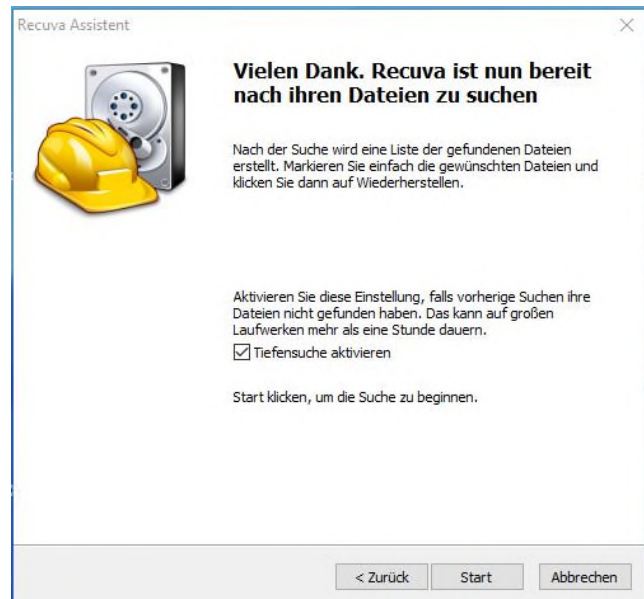 Recuva Assistent
Vielen Dank. Recuva ist nun bereit
nach ihren Dateien zu suchen
Nach der Suche wird eine Liste der gefundenen Dateien
erstellt. Markieren Sie einfach die gewünschten Dateien und
klicken Sie dann auf Wiederherstellen.
Aktivieren Sie diese Einstellung, falls vorherige Suchen ihre
Dateien nicht gefunden haben. Das kann auf großen
Laufwerken mehr als eine Stunde dauern.
Tiefensuche aktivieren
Start klicken, um die Suche zu beginnen.
< Zurück Start Abbrechen